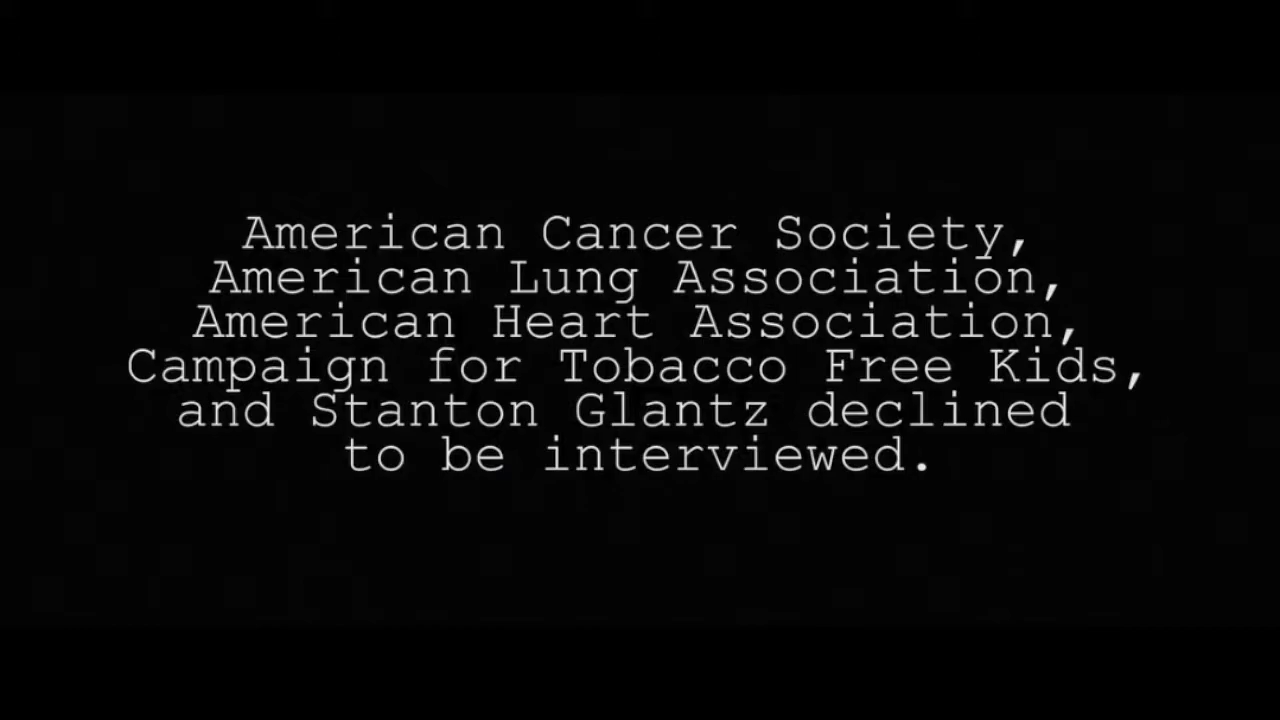 American Cancer Society,
American Lung Association,
American Heart Association,
Campaign for Tobacco Free Kids,
and Stanton Glantz declined
to be interviewed.